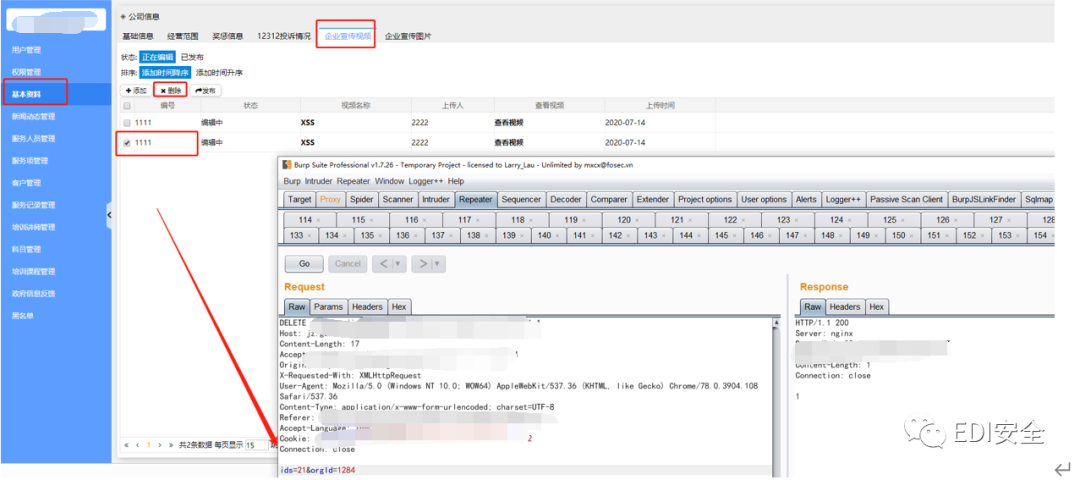 公司信息
基础信息 经营范围 奖惩信息 12312投诉情况 企业宣传视频 企业宣传图片
状态: 正在编辑 已发布
排序: 添加时间降序 添加时间升序
添加 删除 发布
编号 状态 视频名称 上传人 查看视频 上传时间
1111 编辑中 XSS 2222 查看视频 2020-07-14
1111 编辑中 XSS 2222 查看视频 2020-07-14
用户管理
权限管理
基本资料
新闻动态管理
服务人员管理
服务项管理
客户管理
服务记录管理
培训讲师管理
科目管理
培训课程管理
政府信息反馈
黑名单
« ‹ 1 › » 共2条数据 每页显示 15
Burp Suite Professional v1.7.26 - Temporary Project - licensed to Larry_Lau - Unlimited by mxcx@fosec.vn
Burp Intruder Repeater Window Logger++ Help
Target Proxy Spider Scanner Intruder Repeater Sequencer Decoder Comparer Extender Project options User options Alerts Logger++ Passive Scan Client BurpJSLinkFinder Sqlmap
114 × 115 × 116 × 117 × 118 × 119 × 120 × 121 × 122 × 123 × 124 × 125 × 126 × 127 × 128
133 × 134 × 135 × 136 × 137 × 138 × 139 × 140 × 141 × 142 × 143 × 144 × 145 × 146 × 147 × 148 × 149 × 150 × 151 × 152 × 153 × 154
Go Cancel < >
Request
Raw Params Headers Hex
DELETE
Host: jz.g
Content-Length: 17
Accept
Origin
X-Requested-With: XMLHttpRequest
User-Agent: Mozilla/5.0 (Windows NT 10.0; WOW64) AppleWebKit/537.36 (KHTML, like Gecko) Chrome/78.0.3904.108
Safari/537.36
Content-Type: application/x-www-form-urlencoded; charset=UTF-8
Referer:
Accept-Language:
Cookie: 2
Connection: close
ids=21&orgId=1284
Response
Raw Headers Hex
HTTP/1.1 200
Server: nginx
Content-Length: 1
Connection: close
1
EDI安全